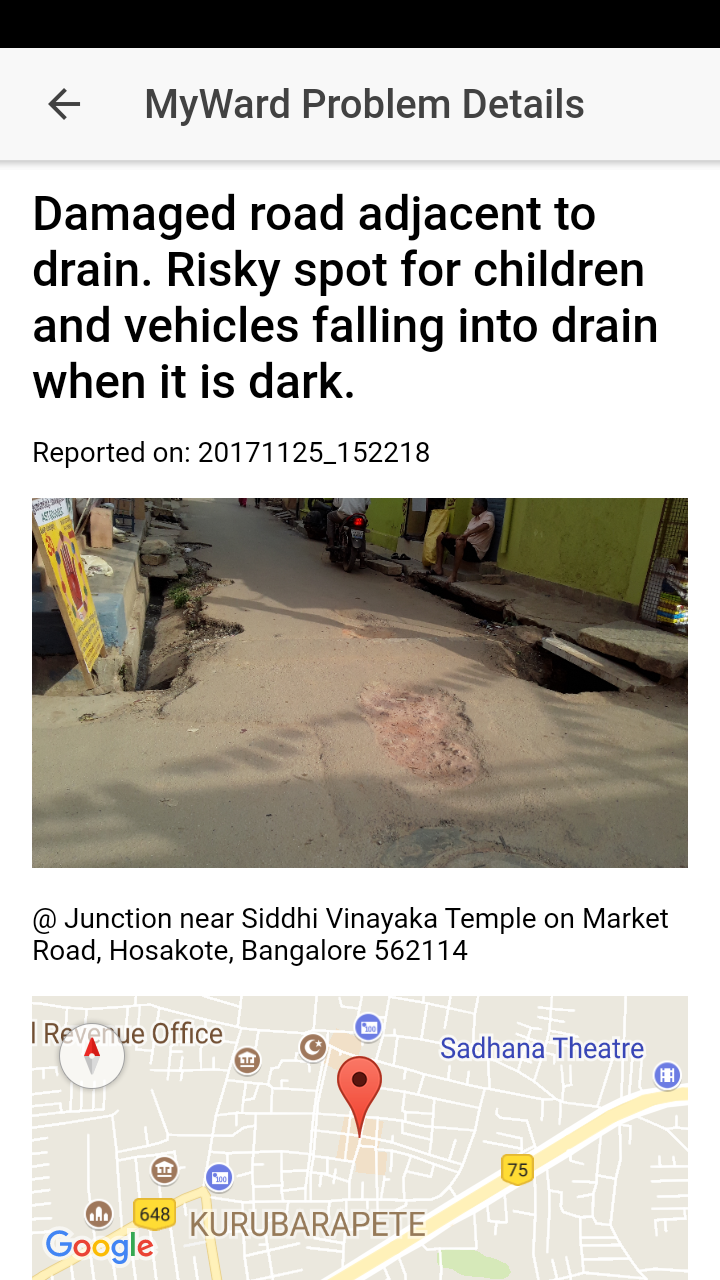 MyWard Problem Details
Damaged road adjacent to
drain. Risky spot for children
and vehicles falling into drain
when it is dark.
Reported on: 20171125_152218
@ Junction near Siddhi Vinayaka Temple on Market
Road, Hosakote, Bangalore 562114
l Revenue Office
100
Sadhana Theatre
75
100
648
KURUBARAPETE
Google